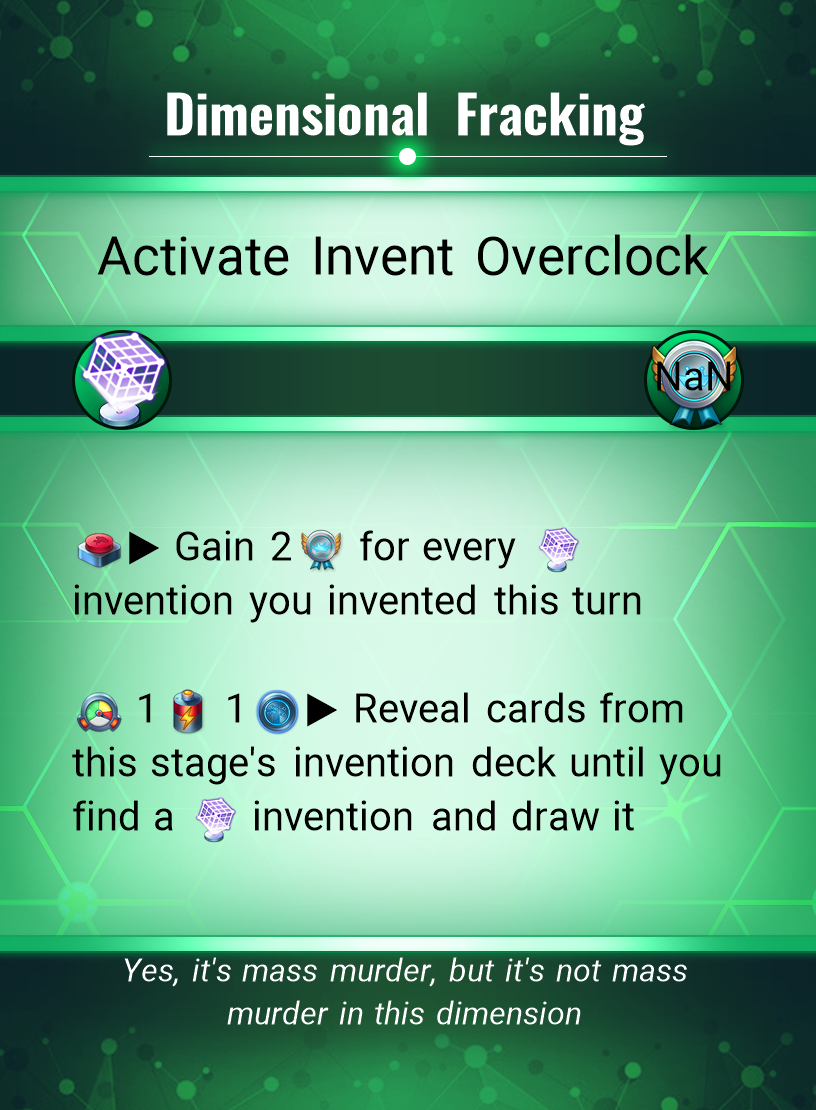 Dimensional Fracking
Activate Invent Overclock
NaN
▶ Gain 2 for every
invention you invented this turn
1 1 ▶ Reveal cards from
this stage's invention deck until you
find a invention and draw it
Yes, it's mass murder, but it's not mass
murder in this dimension